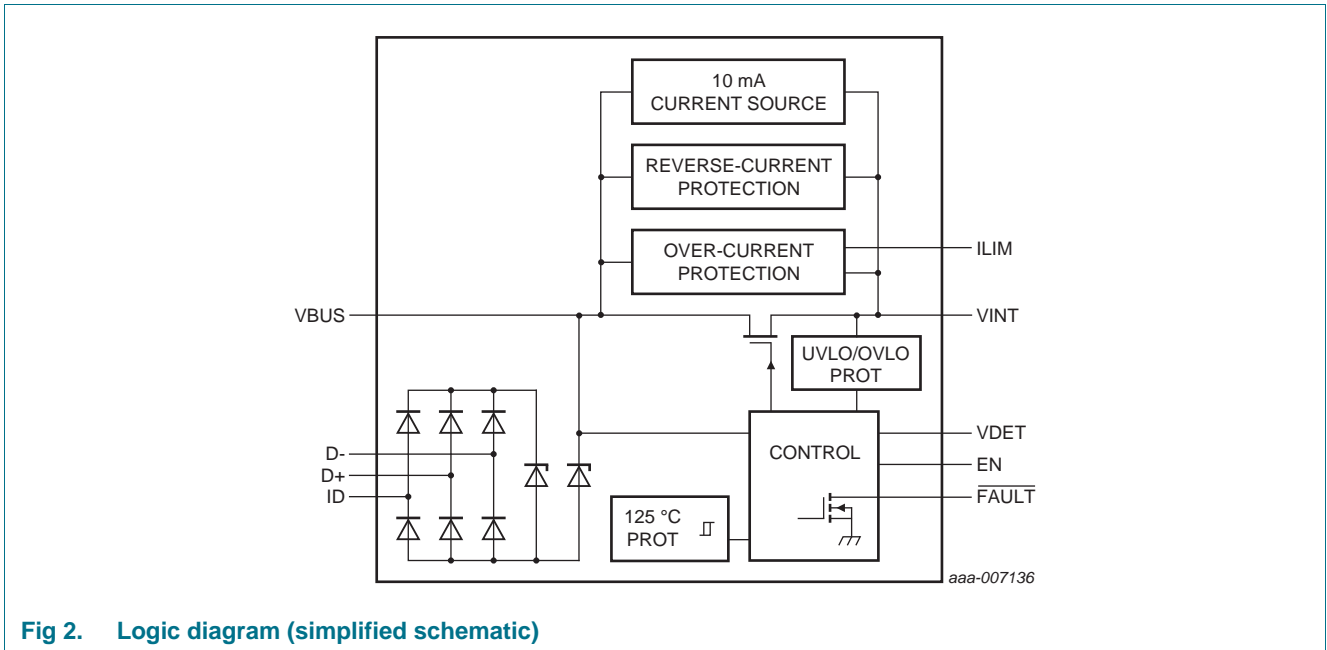 10 mA
CURRENT SOURCE
REVERSE-CURRENT
PROTECTION
OVER-CURRENT
PROTECTION
ILIM
VBUS
VINT
UVLO/OVLO
PROT
VDET
CONTROL
D-
EN
D+
ID
FAULT
125 °C
PROT
aaa-007136
Fig 2. Logic diagram (simplified schematic)